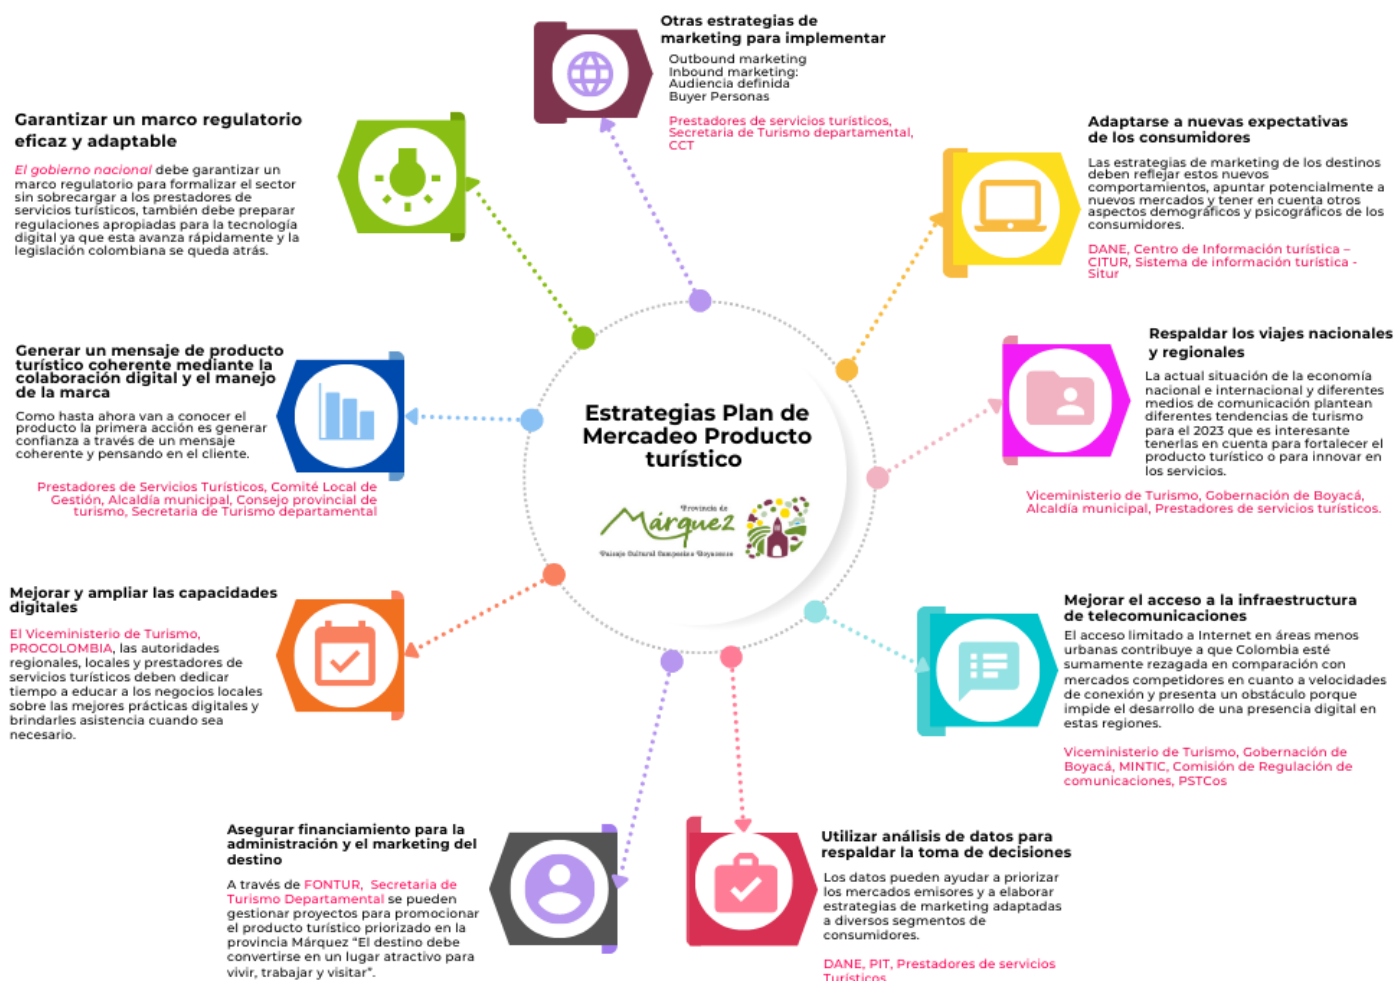 Otras estrategias de
marketing para implementar
Outbound marketing
Inbound marketing:
Audiencia definida
Buyer Personas
Prestadores de servicios turísticos,
Secretaria de Turismo departamental,
CCT
Garantizar un marco regulatorio
eficaz y adaptable
El gobierno nacional debe garantizar un
marco regulatorio para formalizar el sector
sin sobrecargar a los prestadores de
servicios turísticos, también debe preparar
regulaciones apropiadas para la tecnología
digital ya que esta avanza rápidamente y la
legislación colombiana se queda atrás.
Adaptarse a nuevas expectativas
de los consumidores
Las estrategias de marketing de los destinos
deben reflejar estos nuevos
comportamientos, apuntar potencialmente a
nuevos mercados y tener en cuenta otros
aspectos demográficos y psicográficos de los
consumidores.
DANE, Centro de Información turística –
CITUR, Sistema de información turística -
Situr
Generar un mensaje de producto
turístico coherente mediante la
colaboración digital y el manejo
de la marca
Como hasta ahora van a conocer el
producto la primera acción es generar
confianza a través de un mensaje
coherente y pensando en el cliente.
Prestadores de Servicios Turísticos, Comité Local de
Gestión, Alcaldía municipal, Consejo provincial de
turismo, Secretaria de Turismo departamental
Respaldar los viajes nacionales
y regionales
La actual situación de la economía
nacional e internacional y diferentes
medios de comunicación plantean
diferentes tendencias de turismo
para el 2023 que es interesante
tenerlas en cuenta para fortalecer el
producto turístico o para innovar en
los servicios.
Viceministerio de Turismo, Gobernación de Boyacá,
Alcaldía municipal, Prestadores de servicios turísticos.
Estrategias Plan de
Mercadeo Producto
turístico
Provincia de
Márquez
Paisaje Cultural Campesino Boyacense
Mejorar y ampliar las capacidades
digitales
El Viceministerio de Turismo,
PROCOLOMBIA, las autoridades
regionales, locales y prestadores de
servicios turísticos deben dedicar
tiempo a educar a los negocios locales
sobre las mejores prácticas digitales y
brindarles asistencia cuando sea
necesario.
Mejorar el acceso a la infraestructura
de telecomunicaciones
El acceso limitado a Internet en áreas menos
urbanas contribuye a que Colombia esté
sumamente rezagada en comparación con
mercados competidores en cuanto a velocidades
de conexión y presenta un obstáculo porque
impide el desarrollo de una presencia digital en
estas regiones.
Viceministerio de Turismo, Gobernación de
Boyacá, MINTIC, Comisión de Regulación de
comunicaciones, PSTCos
Asegurar financiamiento para la
administración y el marketing del
destino
A través de FONTUR, Secretaria de
Turismo Departamental se pueden
gestionar proyectos para promocionar
el producto turístico priorizado en la
provincia Márquez “El destino debe
convertirse en un lugar atractivo para
vivir, trabajar y visitar”.
Utilizar análisis de datos para
respaldar la toma de decisiones
Los datos pueden ayudar a priorizar
los mercados emisores y a elaborar
estrategias de marketing adaptadas
a diversos segmentos de
consumidores.
DANE, PIT, Prestadores de servicios
Turísticos